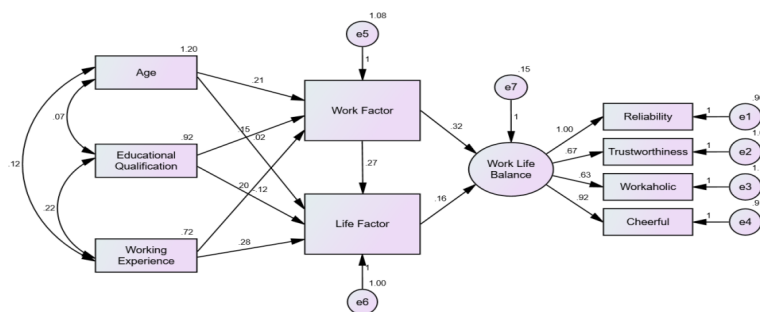 1.08
e5
1.20
1
.15
e7
Age
.21
Work Factor
1
1.00
Reliability
1
e1
.07
.15
.02
.32
.92
.67
Trustworthiness
1
e2
.12
Educational
Qualification
.27
Work Life
Balance
.63
Workaholic
1
e3
.20
-.12
.16
.92
Cheerful
1
e4
.22
.72
Life Factor
Working
Experience
.28
1
1.00
e6